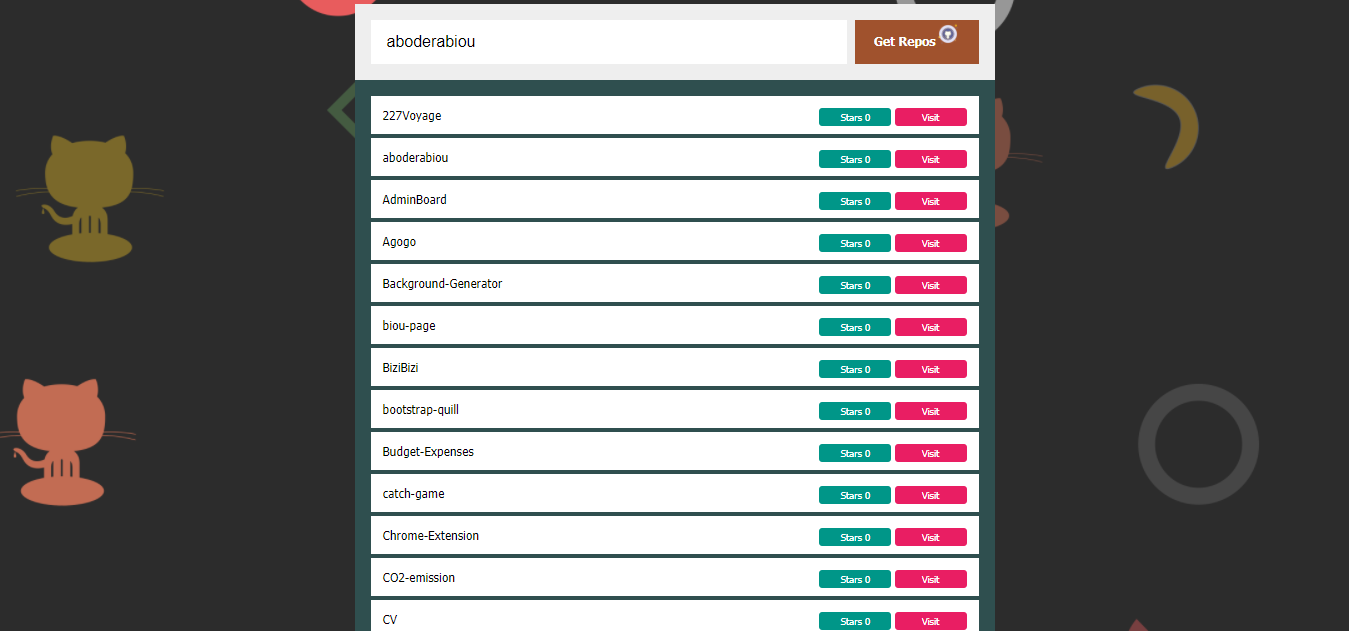 aboderabiou Get Repos
227Voyage Stars 0 Visit
aboderabiou Stars 0 Visit
AdminBoard Stars 0 Visit
Agogo Stars 0 Visit
Background-Generator Stars 0 Visit
biou-page Stars 0 Visit
BiziBizi Stars 0 Visit
bootstrap-quill Stars 0 Visit
Budget-Expenses Stars 0 Visit
catch-game Stars 0 Visit
Chrome-Extension Stars 0 Visit
CO2-emission Stars 0 Visit
CV Stars 0 Visit